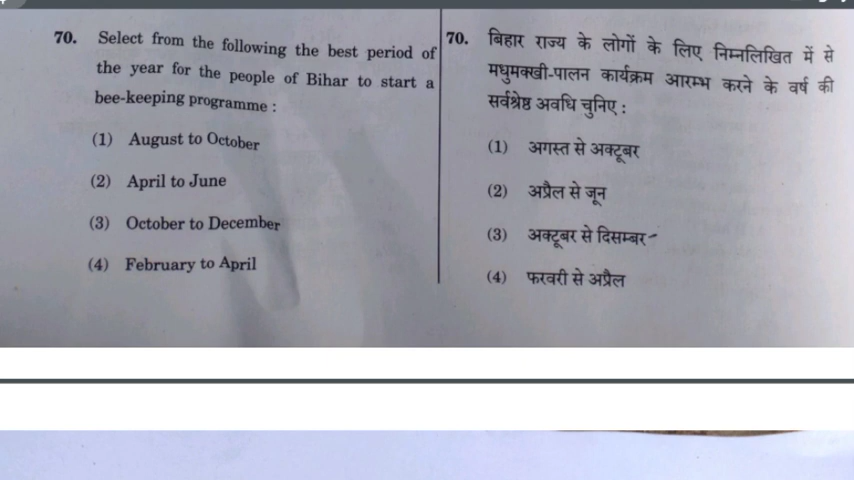 70. Select from the following the best period of
the year for the people of Bihar to start a
bee-keeping programme :
(1) August to October
(2) April to June
(3) October to December
(4) February to April
70. बिहार राज्य के लोगों के लिए निम्नलिखित में से
मधुमक्खी-पालन कार्यक्रम आरम्भ करने के वर्ष की
सर्वश्रेष्ठ अवधि चुनिए :
(1) अगस्त से अक्टूबर
(2) अप्रैल से जून
(3) अक्टूबर से दिसम्बर
(4) फरवरी से अप्रैल